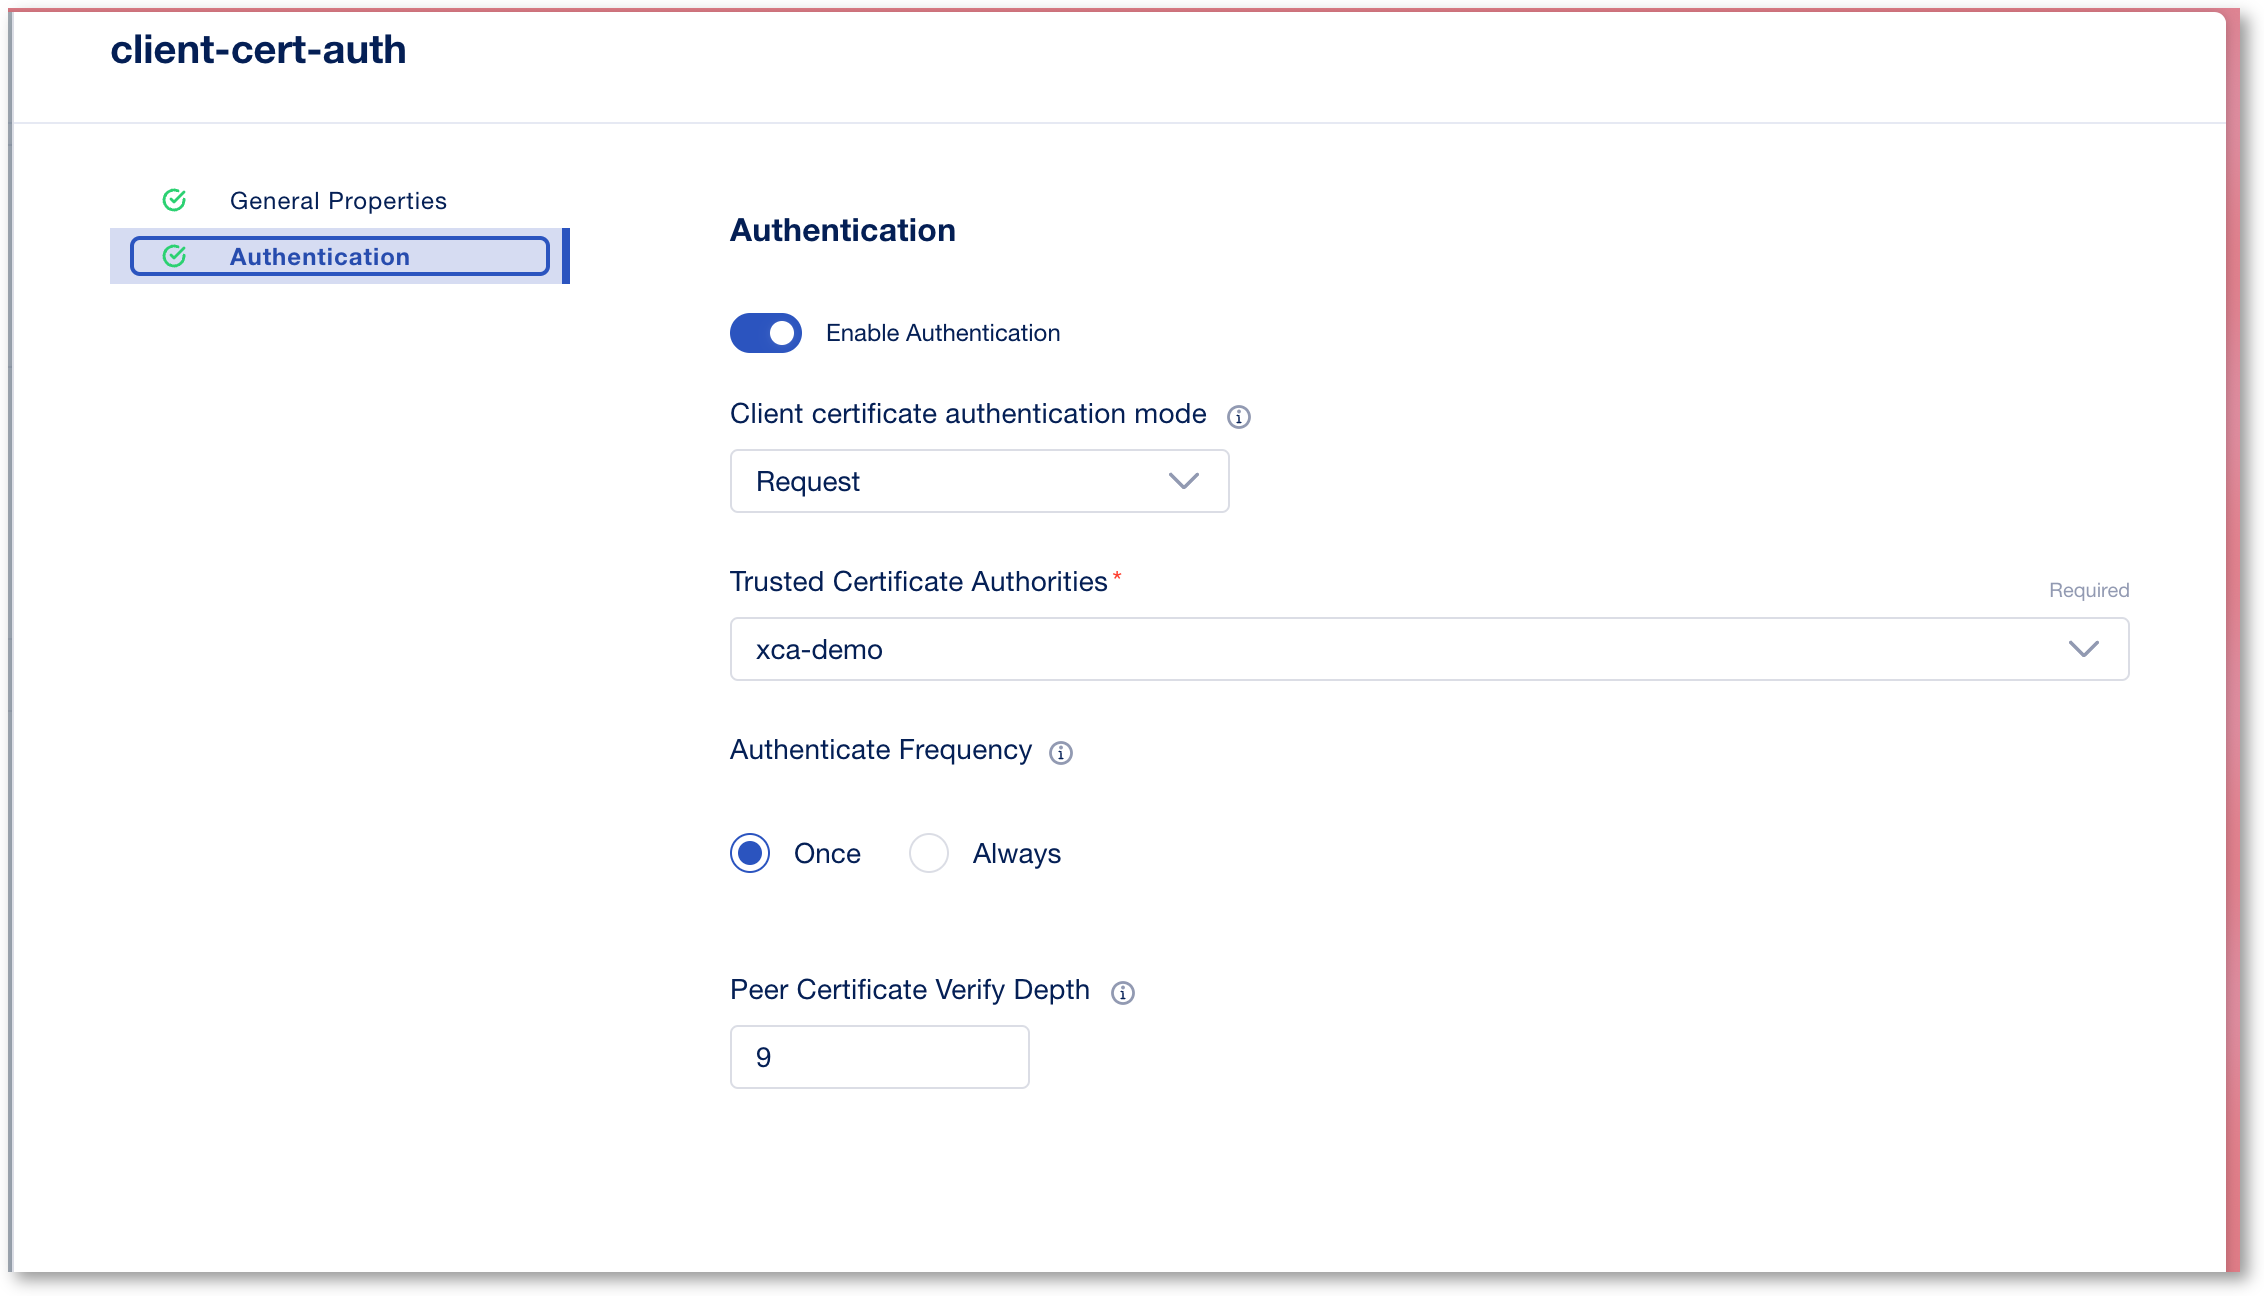 client-cert-auth
General Properties
Authentication
Authentication
Enable Authentication
Client certificate authentication mode
Request
Trusted Certificate Authorities*
Required
xca-demo
Authenticate Frequency
Once
Always
Peer Certificate Verify Depth
9